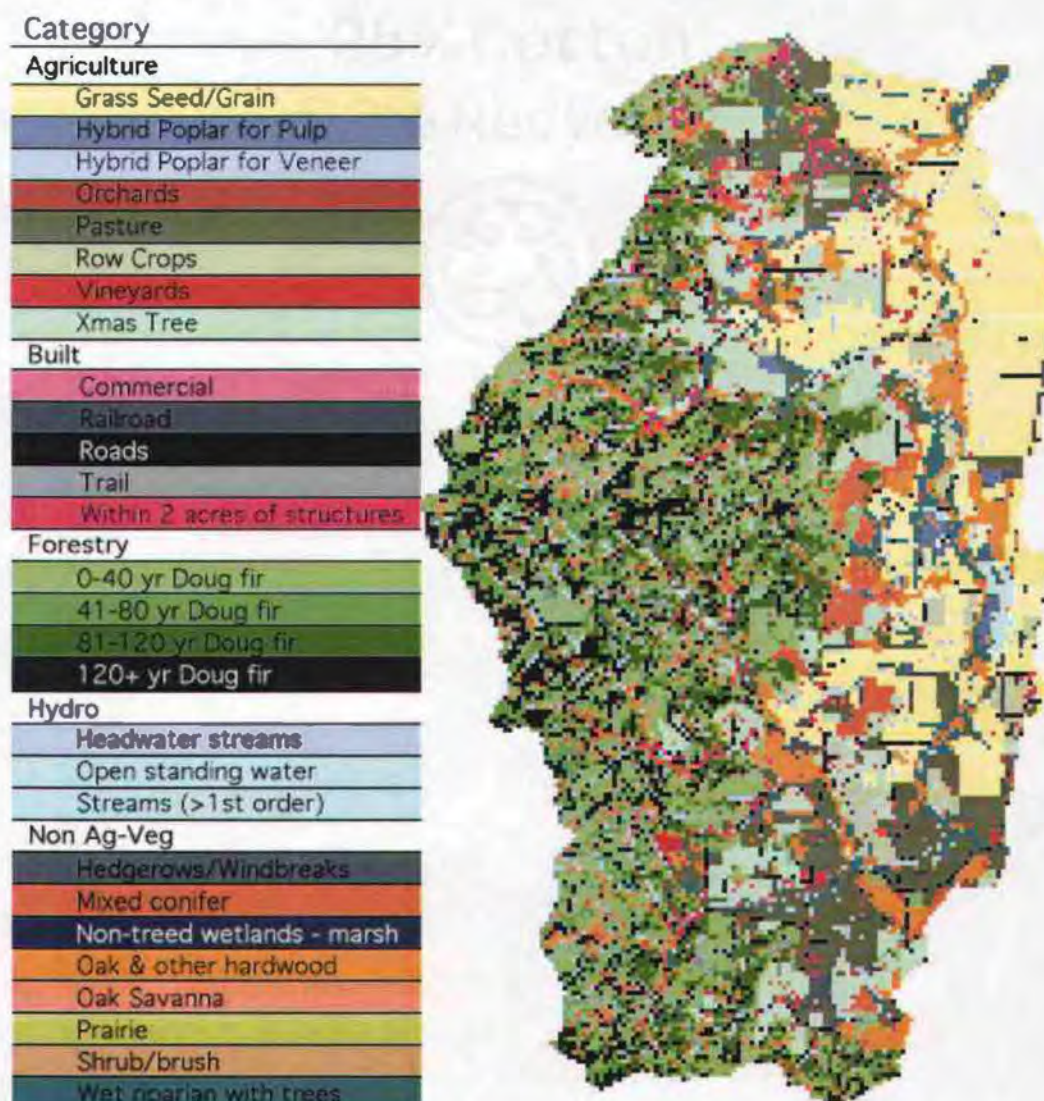 Category
Agriculture
Grass Seed/Grain
Hybrid Poplar for Pulp
Hybrid Poplar for Veneer
Orchards
Pasture
Row Crops
Vineyards
Xmas Tree
Built
Commercial
Railroad
Roads
Trail
Within 2 acres of structures
Forestry
0-40 yr Doug fir
41-80 yr Doug fir
81-120 yr Doug fir
120+ yr Doug fir
Hydro
Headwater streams
Open standing water
Streams (>1st order)
Non Ag-Veg
Hedgerows/Windbreaks
Mixed conifer
Non-treed wetlands - marsh
Oak & other hardwood
Oak Savanna
Prairie
Shrub/brush
Wet riparian with trees